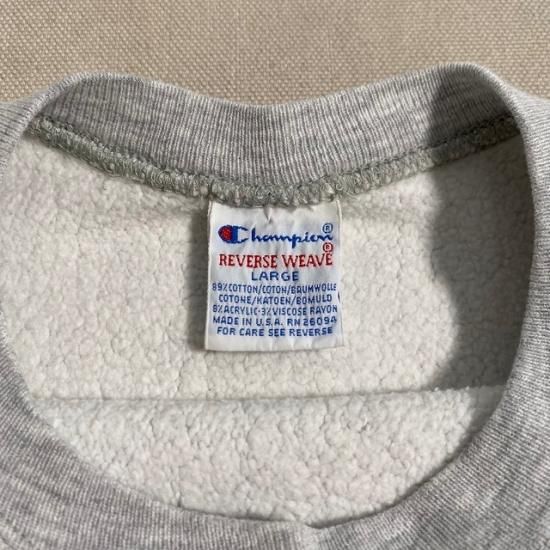 Champion®
REVERSE WEAVE®
LARGE
89% COTTON/COTON/BAUMWOLLE
COTONE/KATOEN/BOMULD
8% ACRYLIC-3% VISCOSE RAYON
MADE IN U.S.A. RN 26094
FOR CARE SEE REVERSE